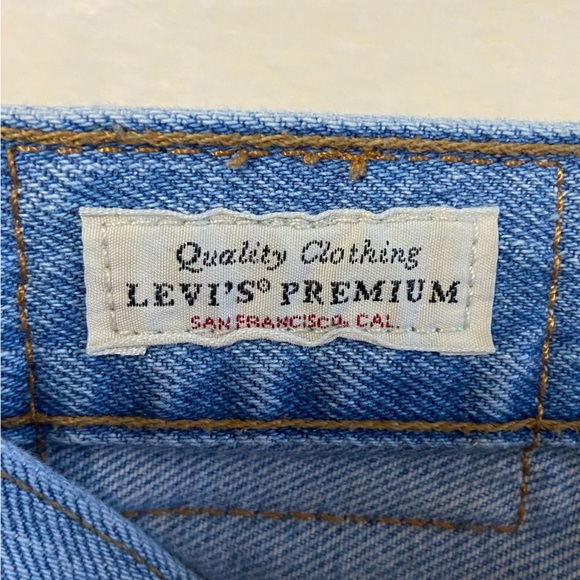 Quality Clothing
LEVI'S® PREMIUM
SAN FRANCISCO, CAL.